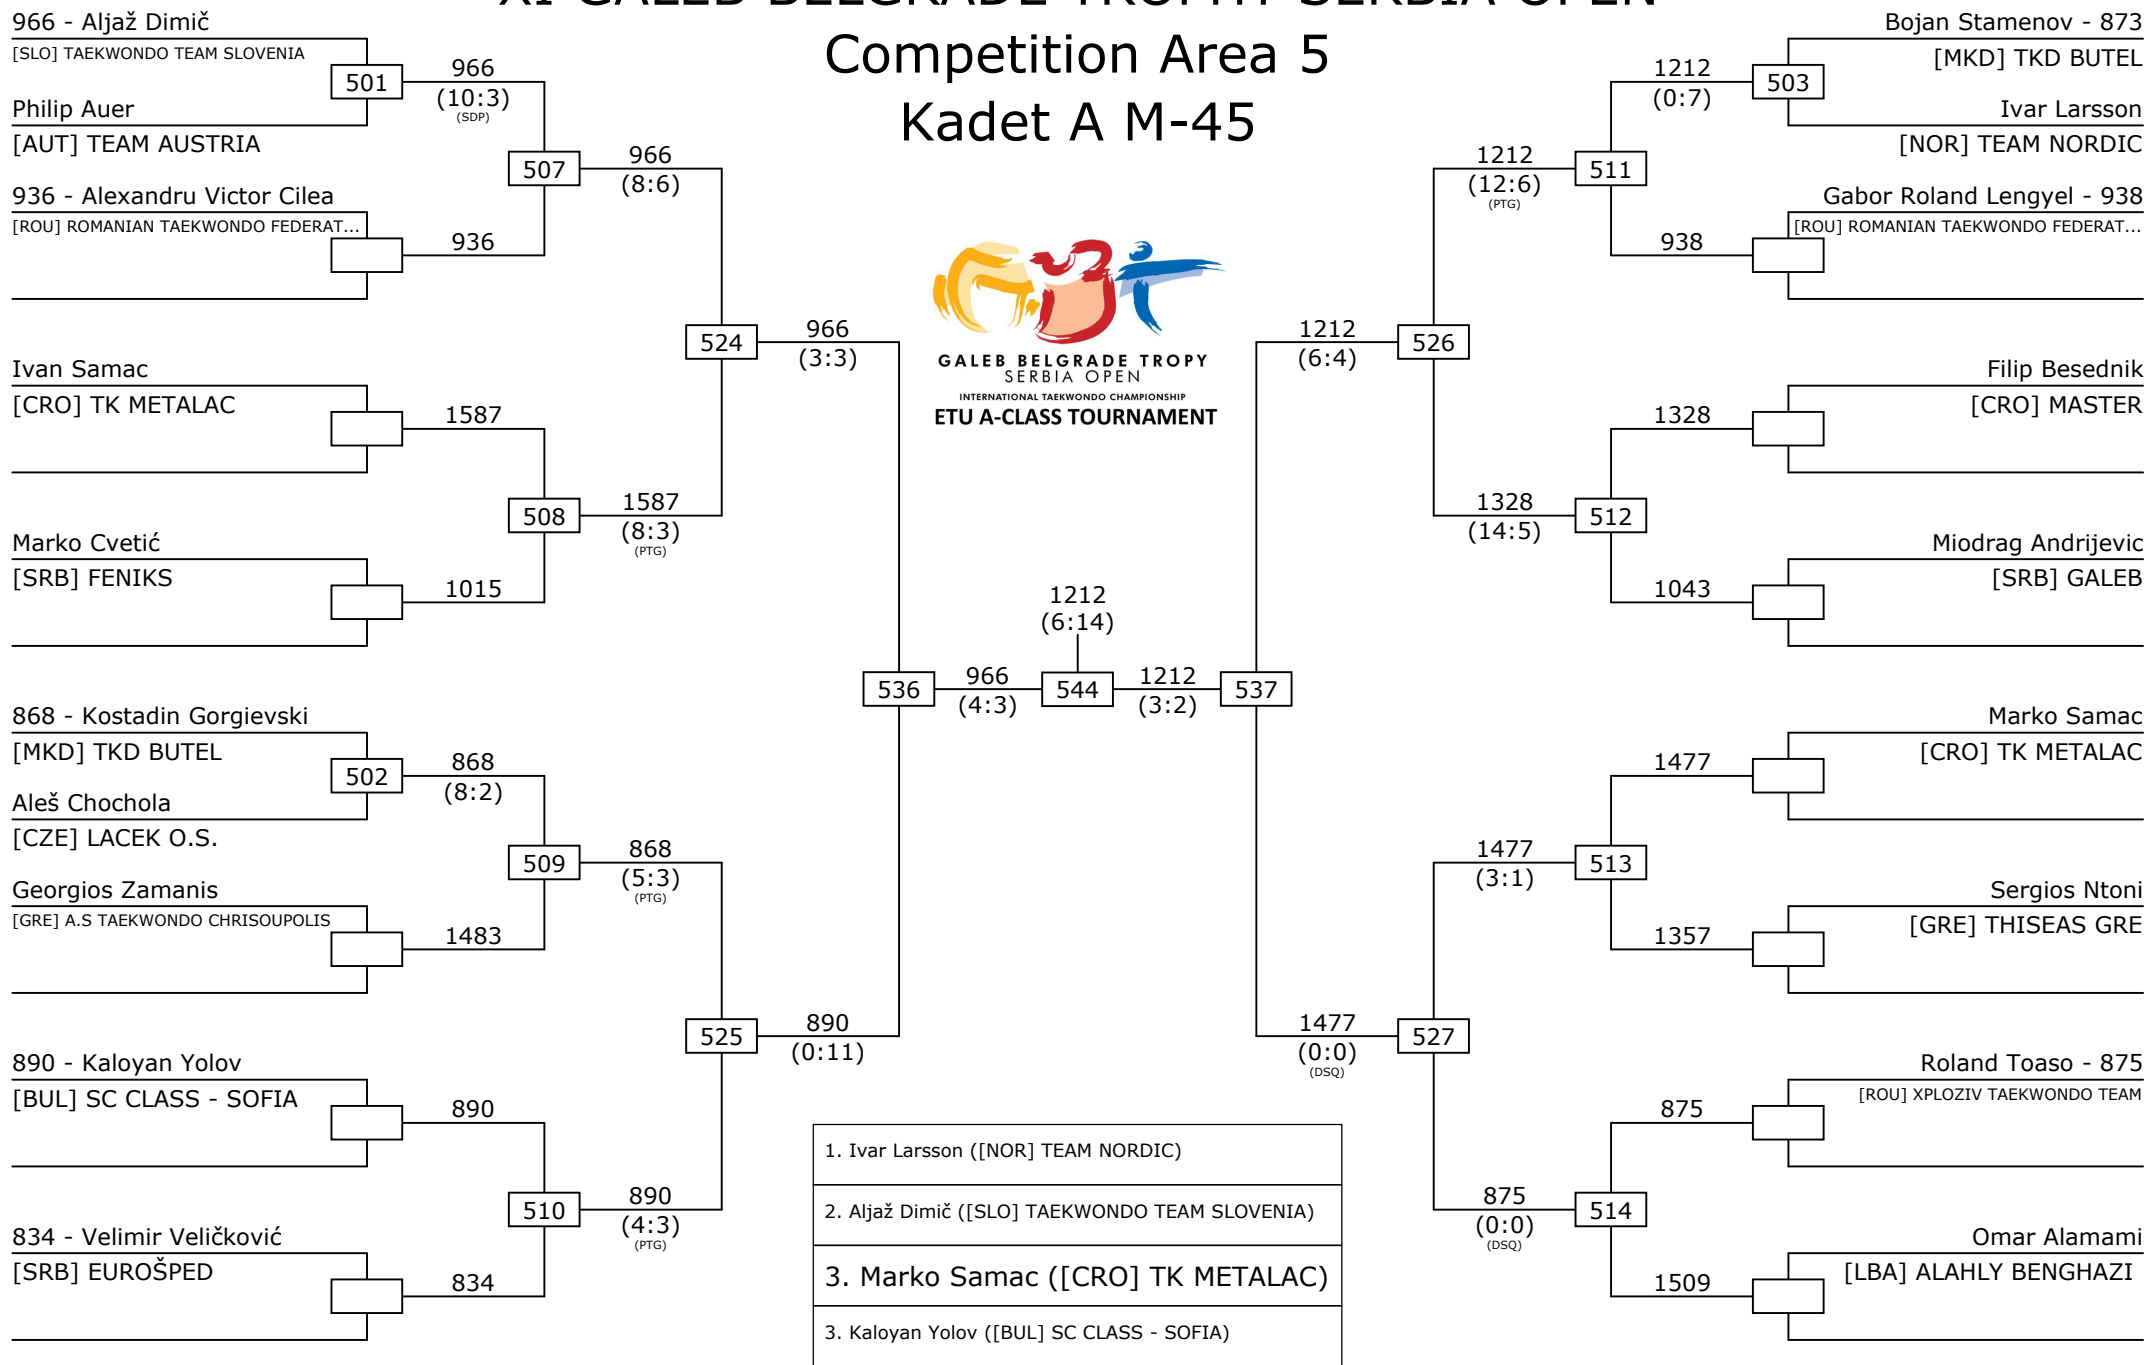 XI GALEB BELGRADE TROPHY SERBIA OPEN
Competition Area 5
Kadet A M-45
966 - Aljaž Dimič
[SLO] TAEKWONDO TEAM SLOVENIA
501
966
(10:3)
(SDP)
Philip Auer
[AUT] TEAM AUSTRIA
507
966
(8:6)
936 - Alexandru Victor Cilea
[ROU] ROMANIAN TAEKWONDO FEDERAT...
936
524
966
(3:3)
Ivan Samac
[CRO] TK METALAC
1587
508
1587
(8:3)
(PTG)
Marko Cvetić
[SRB] FENIKS
1015
536
966
(4:3)
868 - Kostadin Gorgievski
[MKD] TKD BUTEL
502
868
(8:2)
Aleš Chochola
[CZE] LACEK O.S.
509
868
(5:3)
(PTG)
Georgios Zamanis
[GRE] A.S TAEKWONDO CHRISOUPOLIS
1483
525
890
(0:11)
890 - Kaloyan Yolov
[BUL] SC CLASS - SOFIA
890
510
890
(4:3)
(PTG)
834 - Velimir Veličković
[SRB] EUROŠPED
834
GALEB BELGRADE TROPY
SERBIA OPEN
INTERNATIONAL TAEKWONDO CHAMPIONSHIP
ETU A-CLASS TOURNAMENT
1212
(6:14)
544
Bojan Stamenov - 873
[MKD] TKD BUTEL
503
1212
(0:7)
Ivar Larsson
[NOR] TEAM NORDIC
511
1212
(12:6)
(PTG)
Gabor Roland Lengyel - 938
[ROU] ROMANIAN TAEKWONDO FEDERAT...
938
526
1212
(6:4)
Filip Besednik
[CRO] MASTER
1328
512
1328
(14:5)
Miodrag Andrijevic
[SRB] GALEB
1043
537
1212
(3:2)
Marko Samac
[CRO] TK METALAC
1477
513
1477
(3:1)
Sergios Ntoni
[GRE] THISEAS GRE
1357
527
1477
(0:0)
(DSQ)
Roland Toaso - 875
[ROU] XPLOZIV TAEKWONDO TEAM
875
514
875
(0:0)
(DSQ)
Omar Alamami
[LBA] ALAHLY BENGHAZI
1509
1. Ivar Larsson ([NOR] TEAM NORDIC)
2. Aljaž Dimič ([SLO] TAEKWONDO TEAM SLOVENIA)
3. Marko Samac ([CRO] TK METALAC)
3. Kaloyan Yolov ([BUL] SC CLASS - SOFIA)